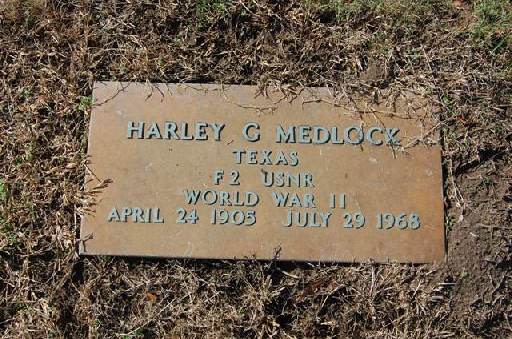 HARLEY G MEDLOCK
TEXAS
F2 USNR
WORLD WAR II
APRIL 24 1905 JULY 29 1968